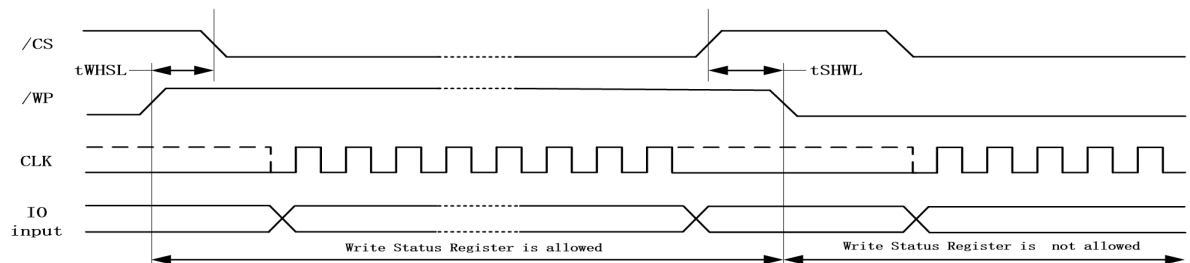 /CS
tWHSL
tSHWL
/WP
CLK
IO
input
Write Status Register is allowed
Write Status Register is not allowed